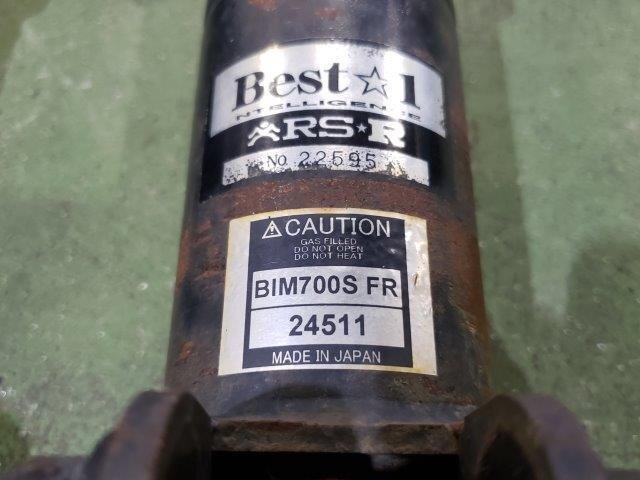 Best☆1
INTELLIGENCE
RS★R
No. 22595
⚠CAUTION
GAS FILLED
DO NOT OPEN
DO NOT HEAT
BIM700S FR
24511
MADE IN JAPAN